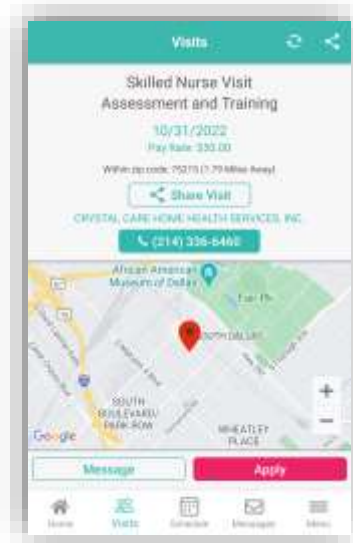 Visits
Skilled Nurse Visit
Assessment and Training
10/31/2022
Pay Rate: $50.00
Within zip code: 75215 (1.79 Miles Away)
Share Visit
CRYSTAL CARE HOME HEALTH SERVICES, INC.
(214) 336-6460
African American
Museum of Dallas
Fair Pk
SOUTH DALLAS
SOUTH
BOULEVARD/
PARK ROW
WHEATLEY
PLACE
Google
+
−
Message
Apply
Home
Visits
Schedule
Messages
Menu